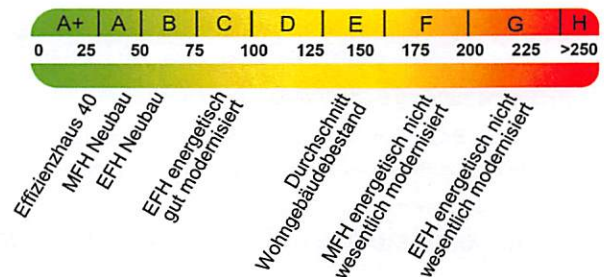 A+ A B C D E F G H
0 25 50 75 100 125 150 175 200 225 >250
Effizienzhaus 40
MFH Neubau
EFH Neubau
EFH energetisch
gut modernisiert
Durchschnitt
Wohngebäudebestand
MFH energetisch nicht
wesentlich modernisiert
EFH energetisch nicht
wesentlich modernisiert